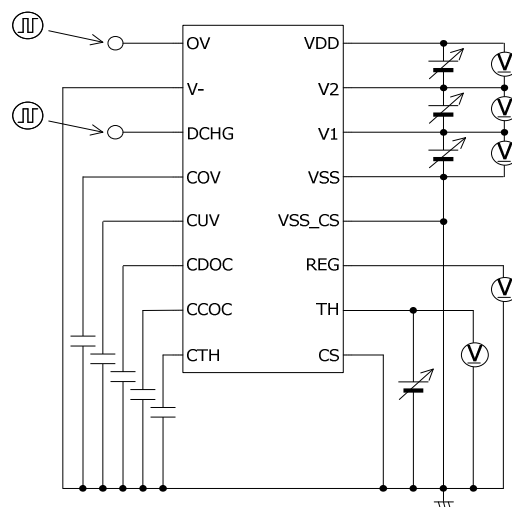 OV
VDD
V
V-
V2
V
DCHG
V1
V
COV
VSS
CUV
VSS_CS
CDOC
REG
V
CCOC
TH
V
CTH
CS